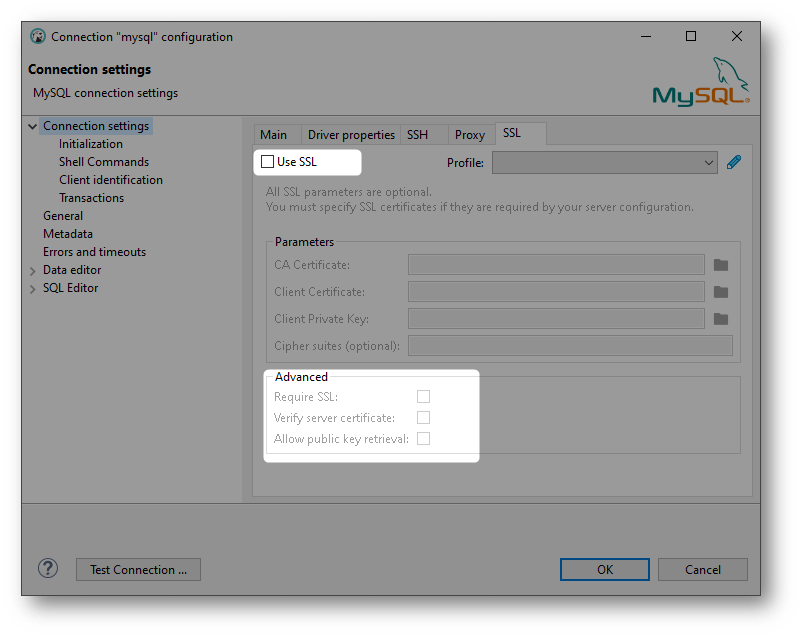 Connection "mysql" configuration
Connection settings
MySQL connection settings
MySQL
Connection settings
Initialization
Shell Commands
Client identification
Transactions
General
Metadata
Errors and timeouts
Data editor
SQL Editor
Main Driver properties SSH Proxy SSL
Use SSL Profile:
All SSL parameters are optional.
You must specify SSL certificates if they are required by your server configuration.
Parameters
CA Certificate:
Client Certificate:
Client Private Key:
Cipher suites (optional):
Advanced
Require SSL:
Verify server certificate:
Allow public key retrieval:
? Test Connection ... OK Cancel